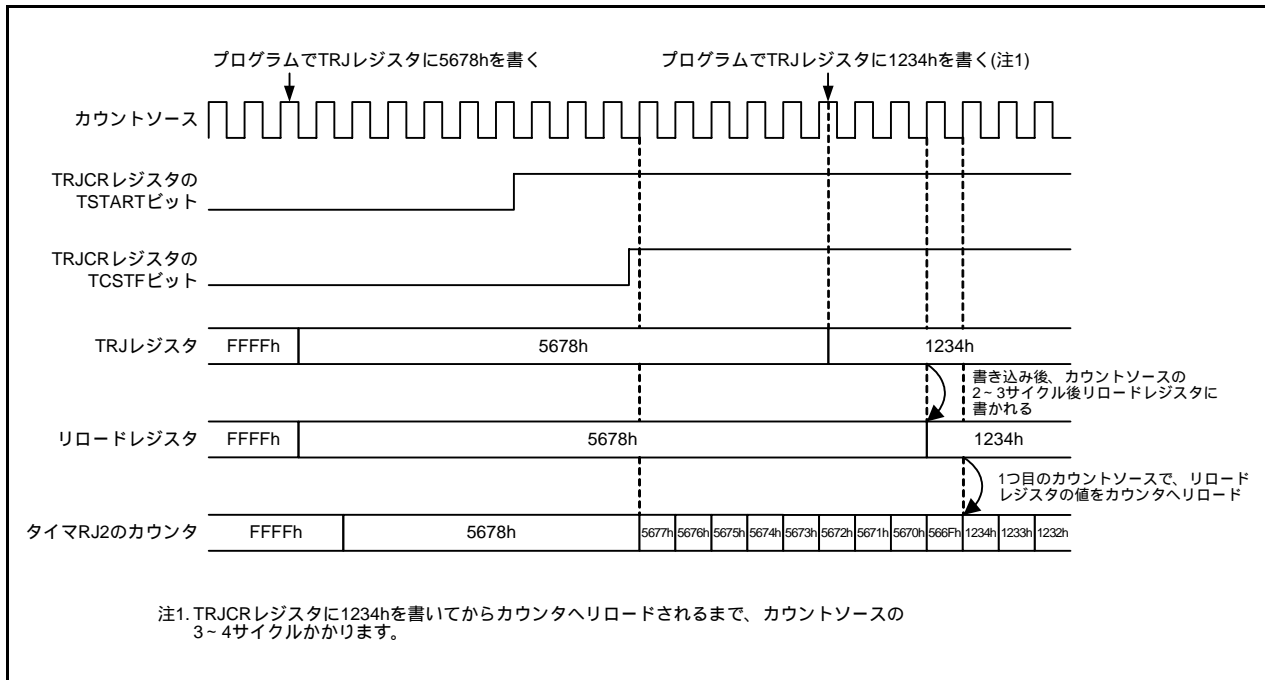 プログラムでTRJレジスタに5678hを書く
プログラムでTRJレジスタに1234hを書く(注1)
カウントソース
TRJCRレジスタの
TSTARTビット
TRJCRレジスタの
TCSTFビット
TRJレジスタ
FFFFh
5678h
1234h
書き込み後、カウントソースの
2~3サイクル後リロードレジスタに
書かれる
リロードレジスタ
FFFFh
5678h
1234h
1つ目のカウントソースで、リロード
レジスタの値をカウンタへリロード
タイマRJ2のカウンタ
FFFFh
5678h
5677h 5676h 5675h 5674h 5673h 5672h 5671h 5670h 566Fh 1234h 1233h 1232h
注1. TRJCRレジスタに1234hを書いてからカウンタへリロードされるまで、カウントソースの
3~4サイクルかかります。